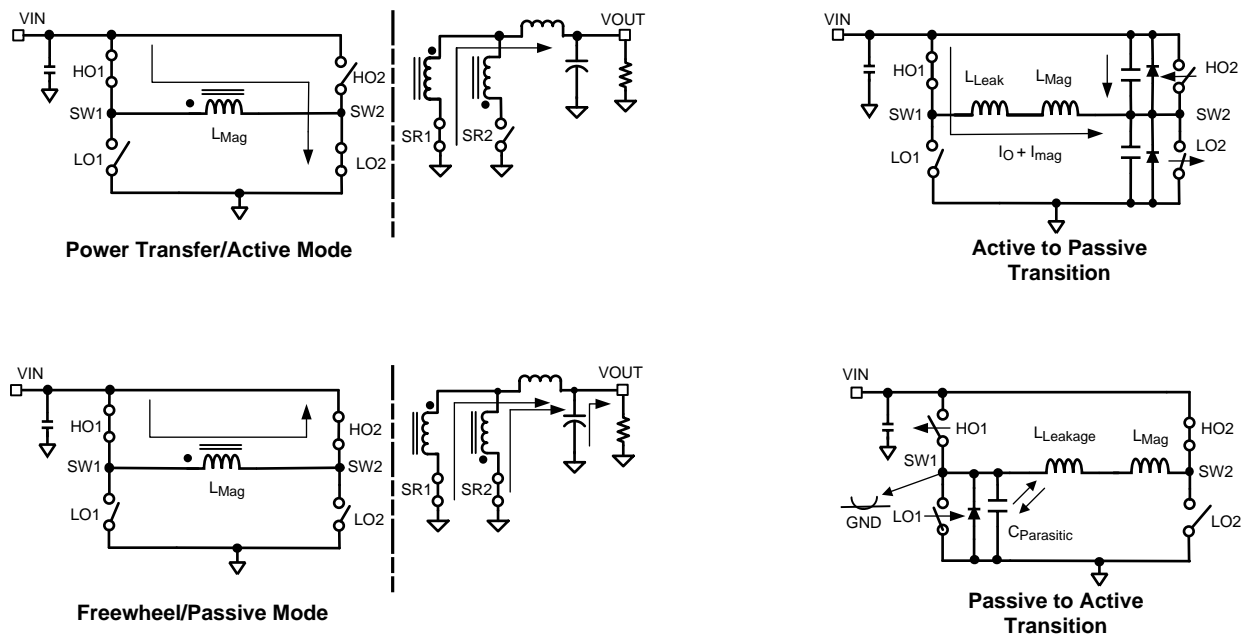 VIN
HO1
HO2
SW1
SW2
LMag
LO1
LO2
VOUT
SR1
SR2
Power Transfer/Active Mode
VIN
HO1
HO2
LLeak
LMag
SW1
SW2
LO1
LO2
IO + Imag
Active to Passive
Transition
VIN
HO1
HO2
SW1
SW2
LMag
LO1
LO2
VOUT
SR1
SR2
Freewheel/Passive Mode
VIN
HO1
HO2
LLeakage
LMag
SW1
SW2
GND
LO1
LO2
CParasitic
Passive to Active
Transition